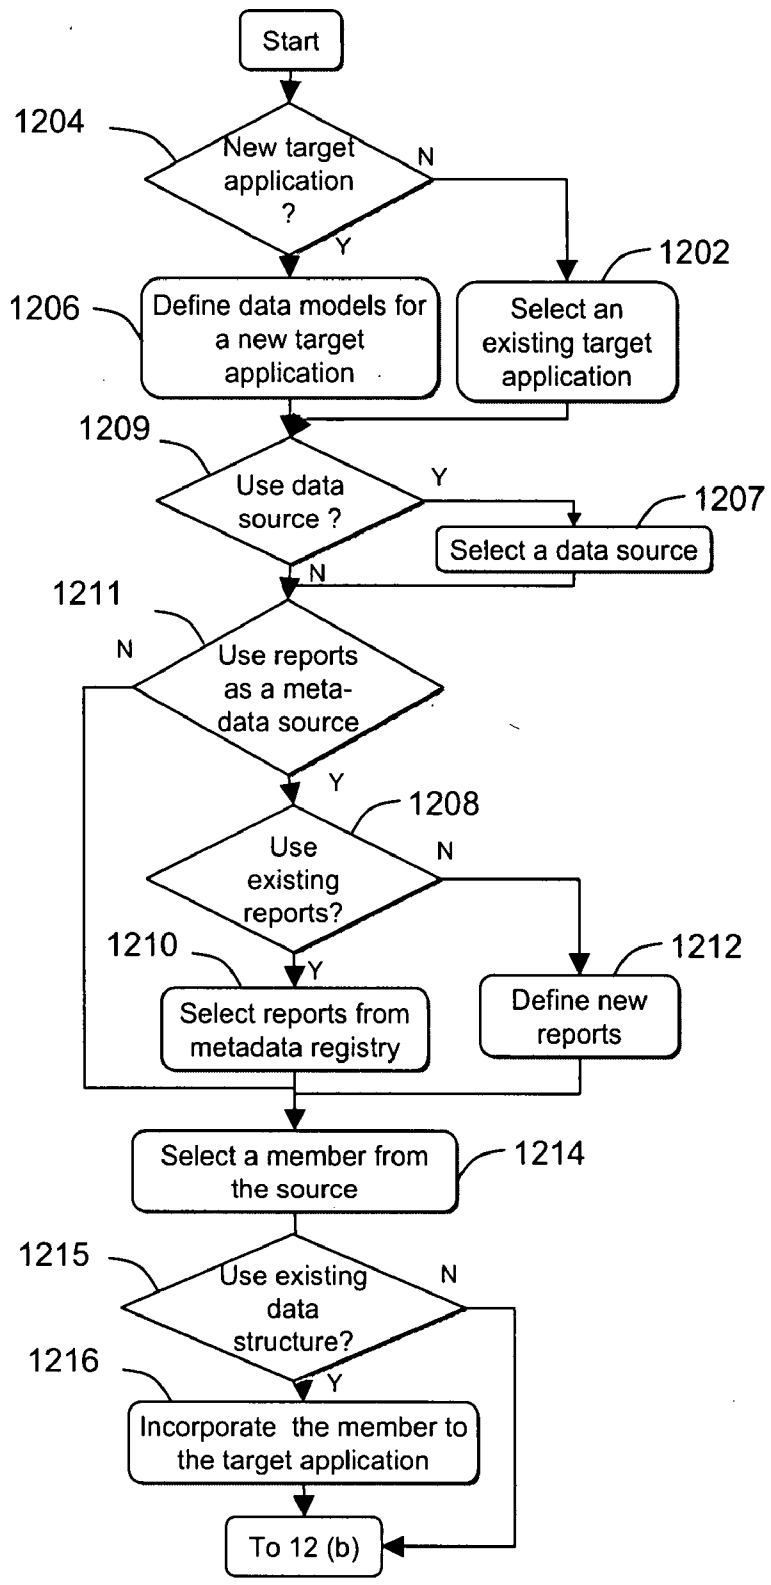 Start
1204
New target
application
?
N
Y
1202
1206
Define data models for
a new target
application
Select an
existing target
application
1209
Use data
source ?
Y
1207
Select a data source
N
1211
N
Use reports
as a meta-
data source
Y
1208
Use
existing
reports?
N
1210
Y
1212
Select reports from
metadata registry
Define new
reports
Select a member from
the source
1214
1215
Use existing
data
structure?
N
1216
Y
Incorporate the member to
the target application
To 12 (b)